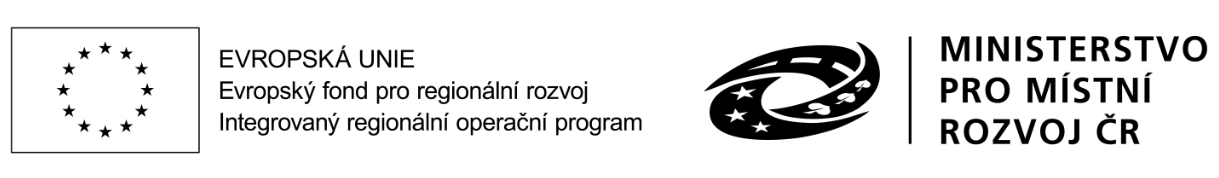 EVROPSKÁ UNIE
Evropský fond pro regionální rozvoj
Integrovaný regionální operační program
MINISTERSTVO
PRO MÍSTNÍ
ROZVOJ ČR